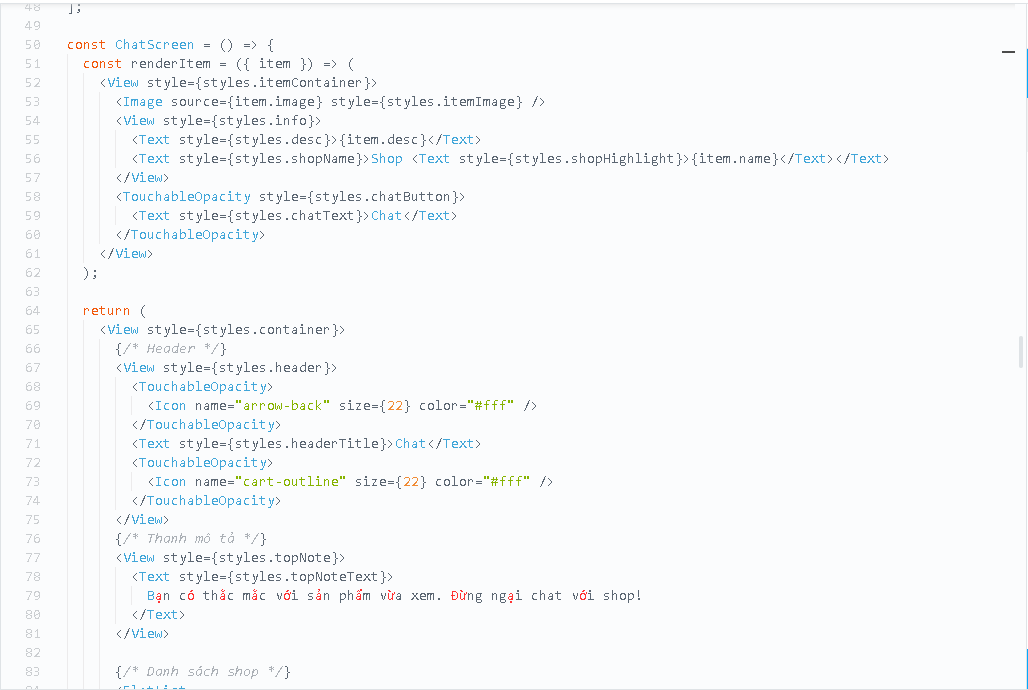 48 ];
49
50 const ChatScreen = () => {
51 const renderItem = ({ item }) => (
52 <View style={styles.itemContainer}>
53 <Image source={item.image} style={styles.itemImage} />
54 <View style={styles.info}>
55 <Text style={styles.desc}>{item.desc}</Text>
56 <Text style={styles.shopName}>Shop <Text style={styles.shopHighlight}>{item.name}</Text></Text>
57 </View>
58 <TouchableOpacity style={styles.chatButton}>
59 <Text style={styles.chatText}>Chat</Text>
60 </TouchableOpacity>
61 </View>
62 );
63
64 return (
65 <View style={styles.container}>
66 {/* Header */}
67 <View style={styles.header}>
68 <TouchableOpacity>
69 <Icon name="arrow-back" size={22} color="#fff" />
70 </TouchableOpacity>
71 <Text style={styles.headerTitle}>Chat</Text>
72 <TouchableOpacity>
73 <Icon name="cart-outline" size={22} color="#fff" />
74 </TouchableOpacity>
75 </View>
76 {/* Thanh mô tả */}
77 <View style={styles.topNote}>
78 <Text style={styles.topNoteText}>
79 Bạn có thắc mắc với sản phẩm vừa xem. Đừng ngại chat với shop!
80 </Text>
81 </View>
82
83 {/* Danh sách shop */}
84 <FlatList